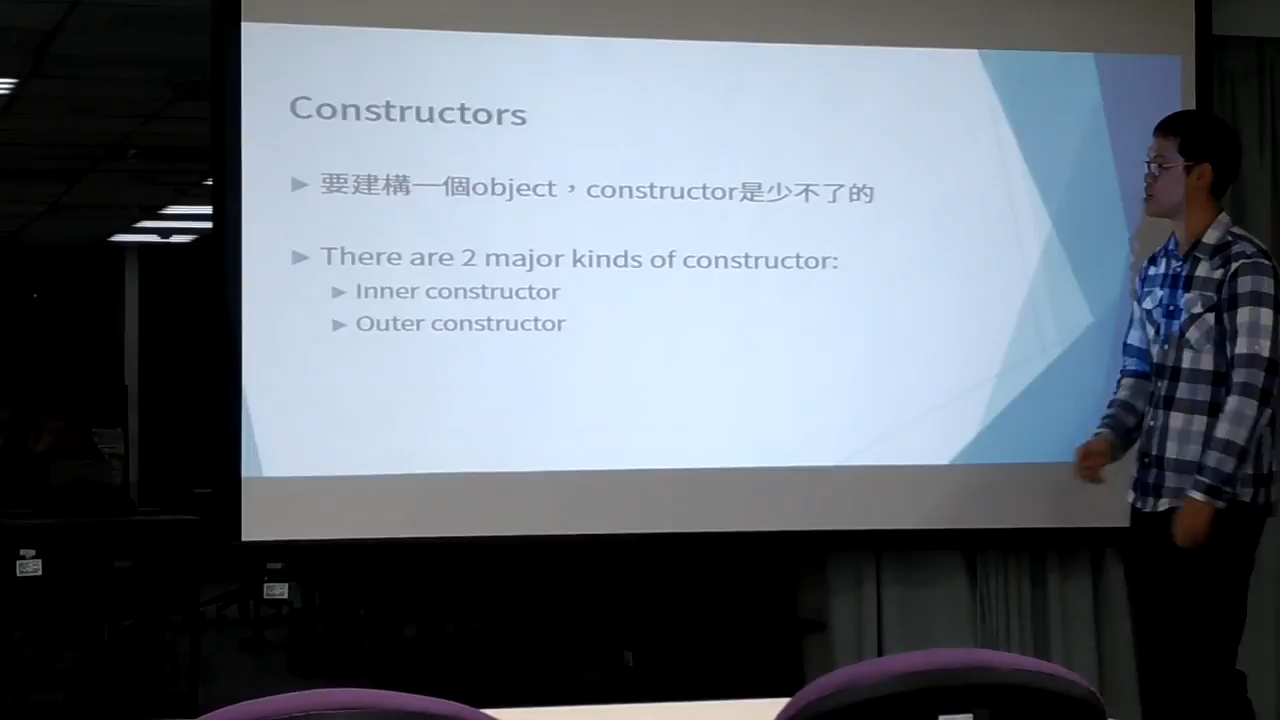 Constructors
要建構一個object，constructor是少不了的
There are 2 major kinds of constructor:
Inner constructor
Outer constructor